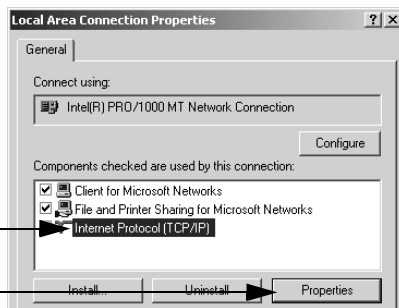 Local Area Connection Properties
General
Connect using:
Intel(R) PRO/1000 MT Network Connection
Configure
Components checked are used by this connection:
Client for Microsoft Networks
File and Printer Sharing for Microsoft Networks
Internet Protocol (TCP/IP)
Install... Uninstall Properties